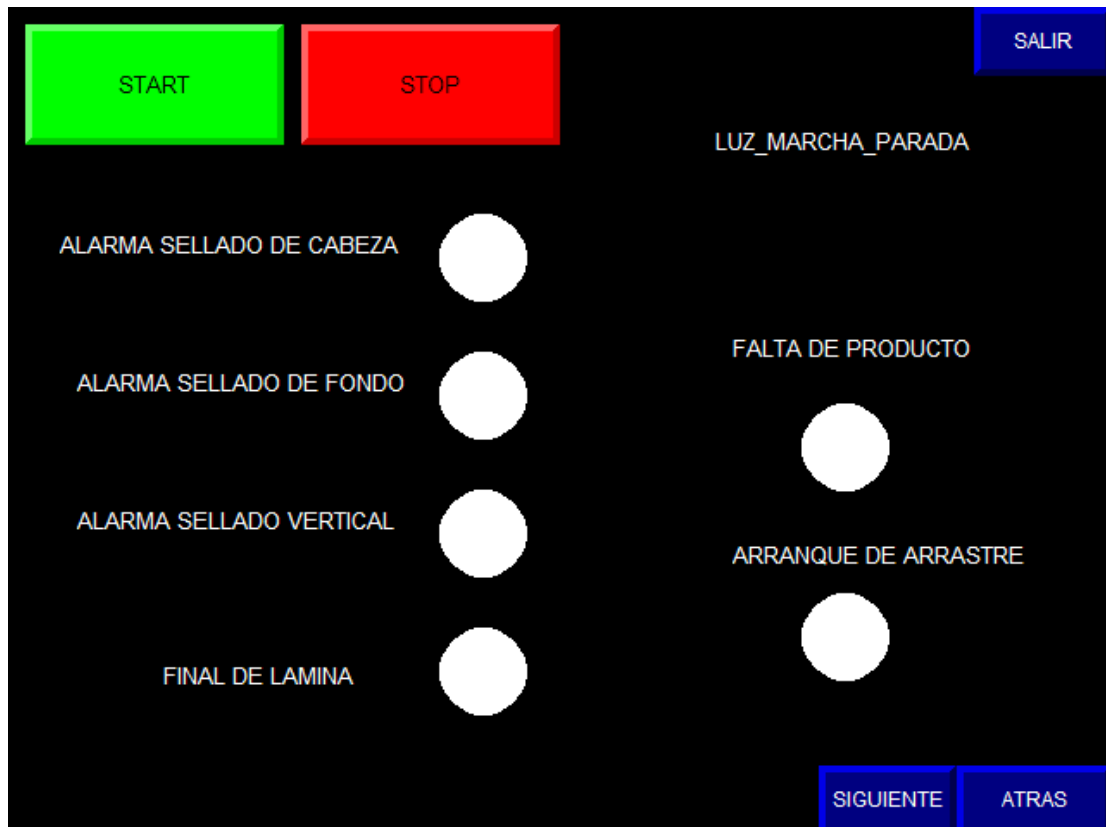 START
STOP
SALIR
LUZ_MARCHA_PARADA
ALARMA SELLADO DE CABEZA
FALTA DE PRODUCTO
ALARMA SELLADO DE FONDO
ALARMA SELLADO VERTICAL
ARRANQUE DE ARRASTRE
FINAL DE LAMINA
SIGUIENTE
ATRAS